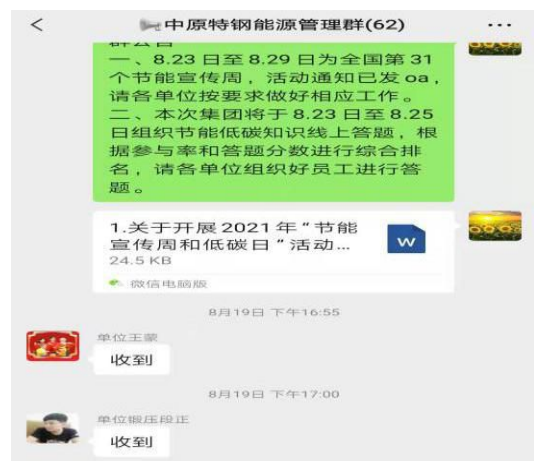 中原特钢能源管理群(62)
群公告
一、8.23 日至 8.29 日为全国第 31
个节能宣传周，活动通知已发 oa，
请各单位按要求做好相应工作。
二、本次集团将于 8.23 日至 8.25
日组织节能低碳知识线上答题，根
据参与率和答题分数进行综合排
名，请各单位组织好员工进行答
题。
1.关于开展2021年“节能
宣传周和低碳日”活动...
W
24.5 KB
微信电脑版
8月19日 下午16:55
单位王蒙
收到
8月19日 下午17:00
单位锻压段正
收到